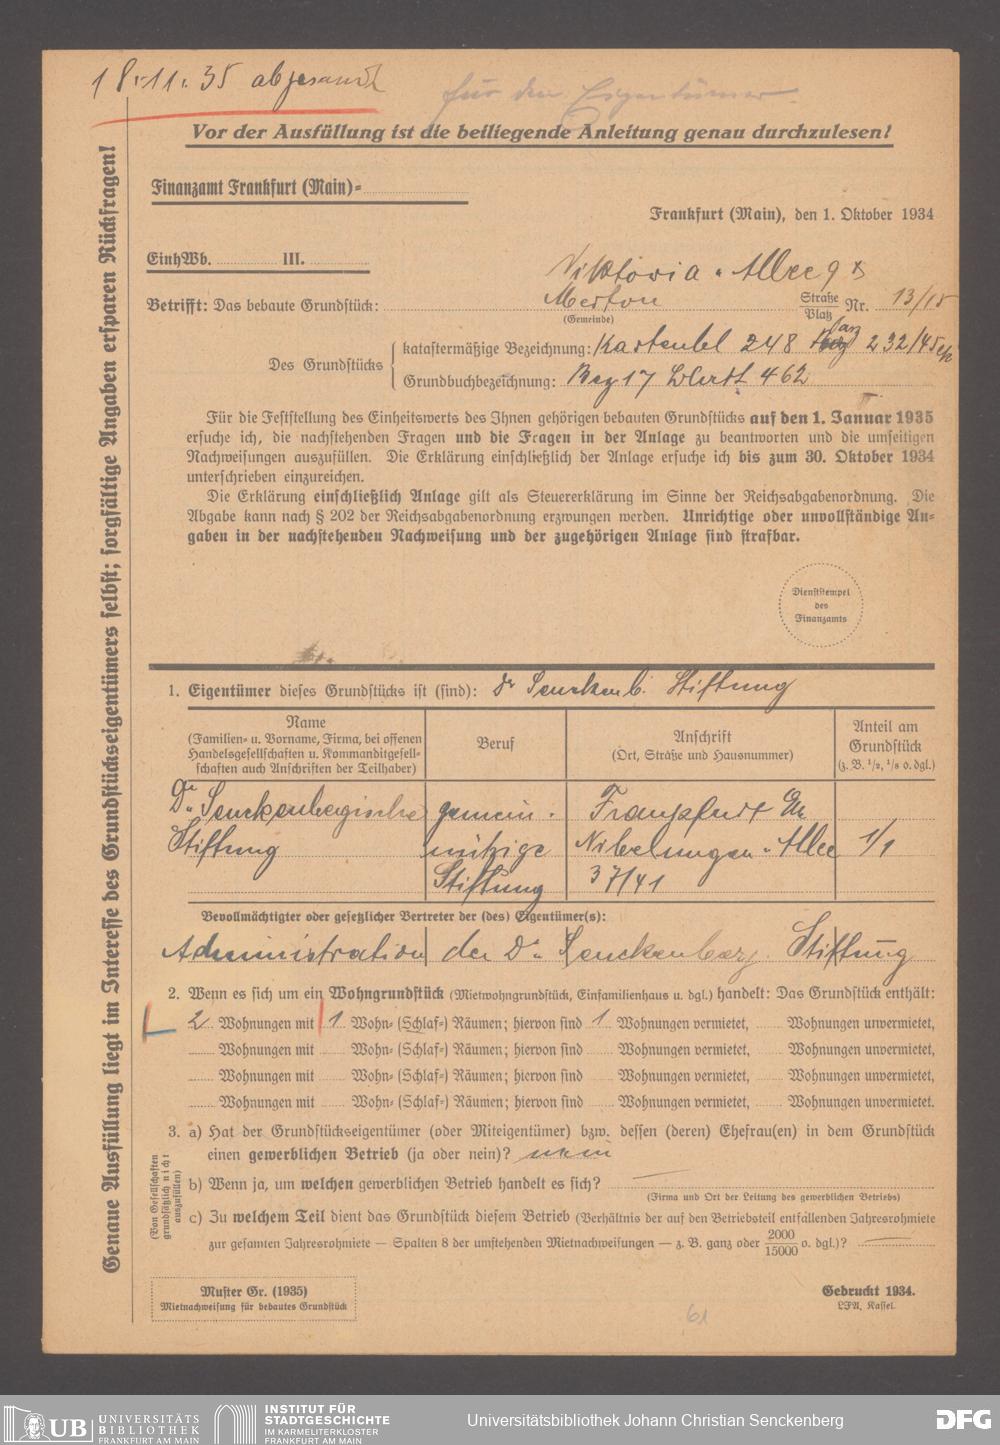 18.11.35 abgesandt
für den Eigentümer.
Vor der Ausfüllung ist die beiliegende Anleitung genau durchzulesen!
Finanzamt Frankfurt (Main)-
Frankfurt (Main), den 1. Oktober 1934
EinhWb. III.
Viktoria-Allee 9
Betrifft: Das bebaute Grundstück: Merton Straße Platz Nr. 13/15
(Gemeinde)
Des Grundstücks
katastermäßige Bezeichnung: Kartenbl 248 Parz 232/45
Grundbuchbezeichnung: Bez 17 Blatt 462
Für die Feststellung des Einheitswerts des Ihnen gehörigen bebauten Grundstücks auf den 1. Januar 1935
ersuche ich, die nachstehenden Fragen und die Fragen in der Anlage zu beantworten und die umseitigen
Nachweisungen auszufüllen. Die Erklärung einschließlich der Anlage ersuche ich bis zum 30. Oktober 1934
unterschrieben einzureichen.
Die Erklärung einschließlich Anlage gilt als Steuererklärung im Sinne der Reichsabgabenordnung. Die
Abgabe kann nach § 202 der Reichsabgabenordnung erzwungen werden. Unrichtige oder unvollständige An-
gaben in der nachstehenden Nachweisung und der zugehörigen Anlage sind strafbar.
Dienststempel
des
Finanzamts
1. Eigentümer dieses Grundstücks ist (sind): Dr Senckenb. Stiftung
Name
(Familien- u. Vorname, Firma, bei offenen
Handelsgesellschaften u. Kommanditgesell-
schaften auch Anschriften der Teilhaber)
Beruf
Anschrift
(Ort, Straße und Hausnummer)
Anteil am
Grundstück
(z. B. 1/2, 1/8 o. dgl.)
Dr. Senckenbergische gemein- Frankfurt
Stiftung nützige Nibelungen-Allee 1/1
Stiftung 37/41
Bevollmächtigter oder gesetzlicher Vertreter der (des) Eigentümer(s):
Administration der Dr. Senckenberg. Stiftung
2. Wenn es sich um ein Wohngrundstück (Mietwohngrundstück, Einfamilienhaus u. dgl.) handelt: Das Grundstück enthält:
2 Wohnungen mit 1 Wohn- (Schlaf-) Räumen; hiervon sind 1 Wohnungen vermietet, Wohnungen unvermietet,
Wohnungen mit Wohn- (Schlaf-) Räumen; hiervon sind Wohnungen vermietet, Wohnungen unvermietet,
Wohnungen mit Wohn- (Schlaf-) Räumen; hiervon sind Wohnungen vermietet, Wohnungen unvermietet,
Wohnungen mit Wohn- (Schlaf-) Räumen; hiervon sind Wohnungen vermietet, Wohnungen unvermietet.
3. a) Hat der Grundstückseigentümer (oder Miteigentümer) bzw. dessen (deren) Ehefrau(en) in dem Grundstück
einen gewerblichen Betrieb (ja oder nein)? nein
b) Wenn ja, um welchen gewerblichen Betrieb handelt es sich? —
(Firma und Ort der Leitung des gewerblichen Betriebs)
c) Zu welchem Teil dient das Grundstück diesem Betrieb (Verhältnis der auf den Betriebsteil entfallenden Jahresrohmiete
zur gesamten Jahresrohmiete — Spalten 8 der umstehenden Mietnachweisungen — z. B. ganz oder 2000/15000 o. dgl.)? —
(Von Gesellschaften
grundsätzlich nicht
auszufüllen)
Genaue Ausfüllung liegt im Interesse des Grundstückseigentümers selbst; sorgfältige Angaben ersparen Rückfragen!
Muster Gr. (1935)
Mietnachweisung für bebautes Grundstück
Gedruckt 1934.
LFA. Kassel.
61
UB UNIVERSITÄTS
BIBLIOTHEK
FRANKFURT AM MAIN
INSTITUT FÜR
STADTGESCHICHTE
IM KARMELITERKLOSTER
FRANKFURT AM MAIN
Universitätsbibliothek Johann Christian Senckenberg
DFG